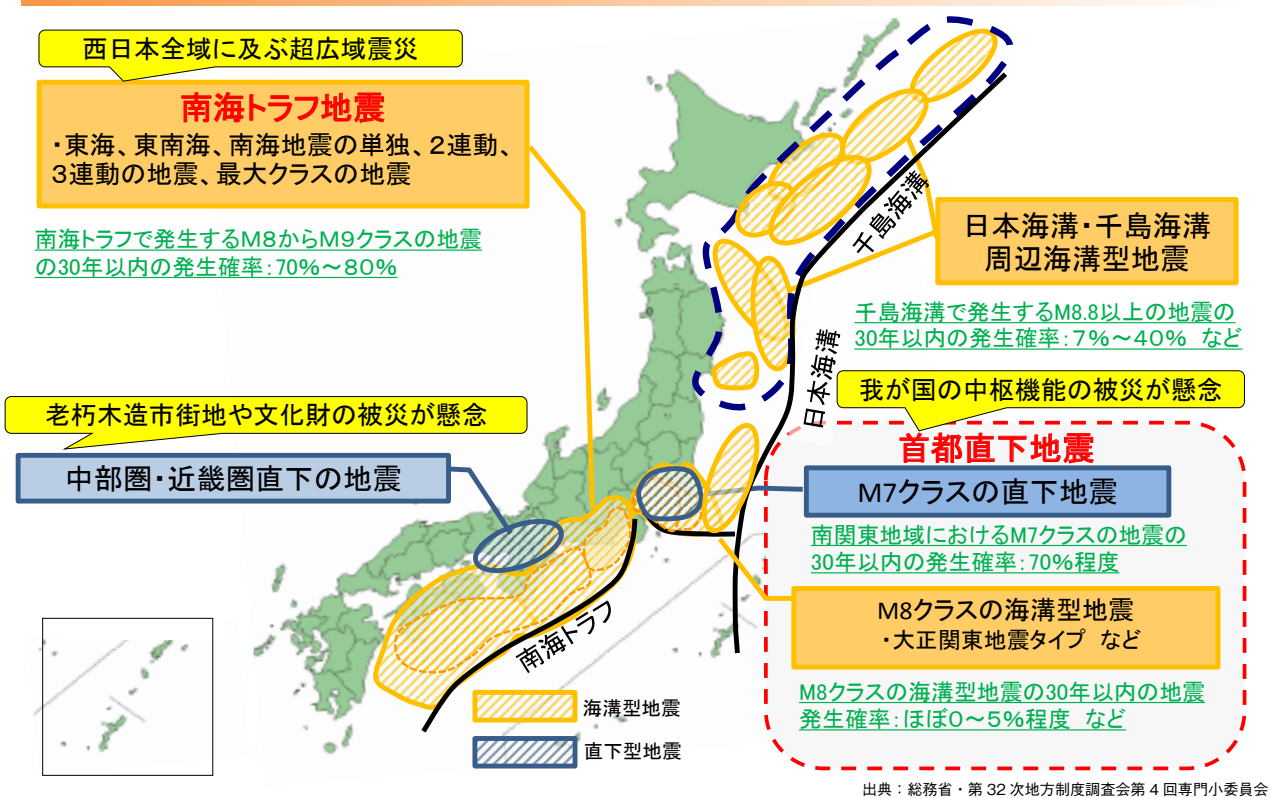 西日本全域に及ぶ超広域震災
南海トラフ地震
・東海、東南海、南海地震の単独、２連動、
３連動の地震、最大クラスの地震
南海トラフで発生するＭ８からＭ９クラスの地震
の30年以内の発生確率：70％～８０％
千島海溝
日本海溝・千島海溝
周辺海溝型地震
千島海溝で発生するM8.8以上の地震の
30年以内の発生確率：７％～４０％　など
日本海溝
我が国の中枢機能の被災が懸念
老朽木造市街地や文化財の被災が懸念
首都直下地震
中部圏・近畿圏直下の地震
M7クラスの直下地震
南関東地域におけるM7クラスの地震の
30年以内の発生確率：70％程度
M8クラスの海溝型地震
・大正関東地震タイプ　など
南海トラフ
M8クラスの海溝型地震の30年以内の地震
発生確率：ほぼ０～５％程度　など
海溝型地震
直下型地震
出典：総務省・第 32 次地方制度調査会第 4 回専門小委員会